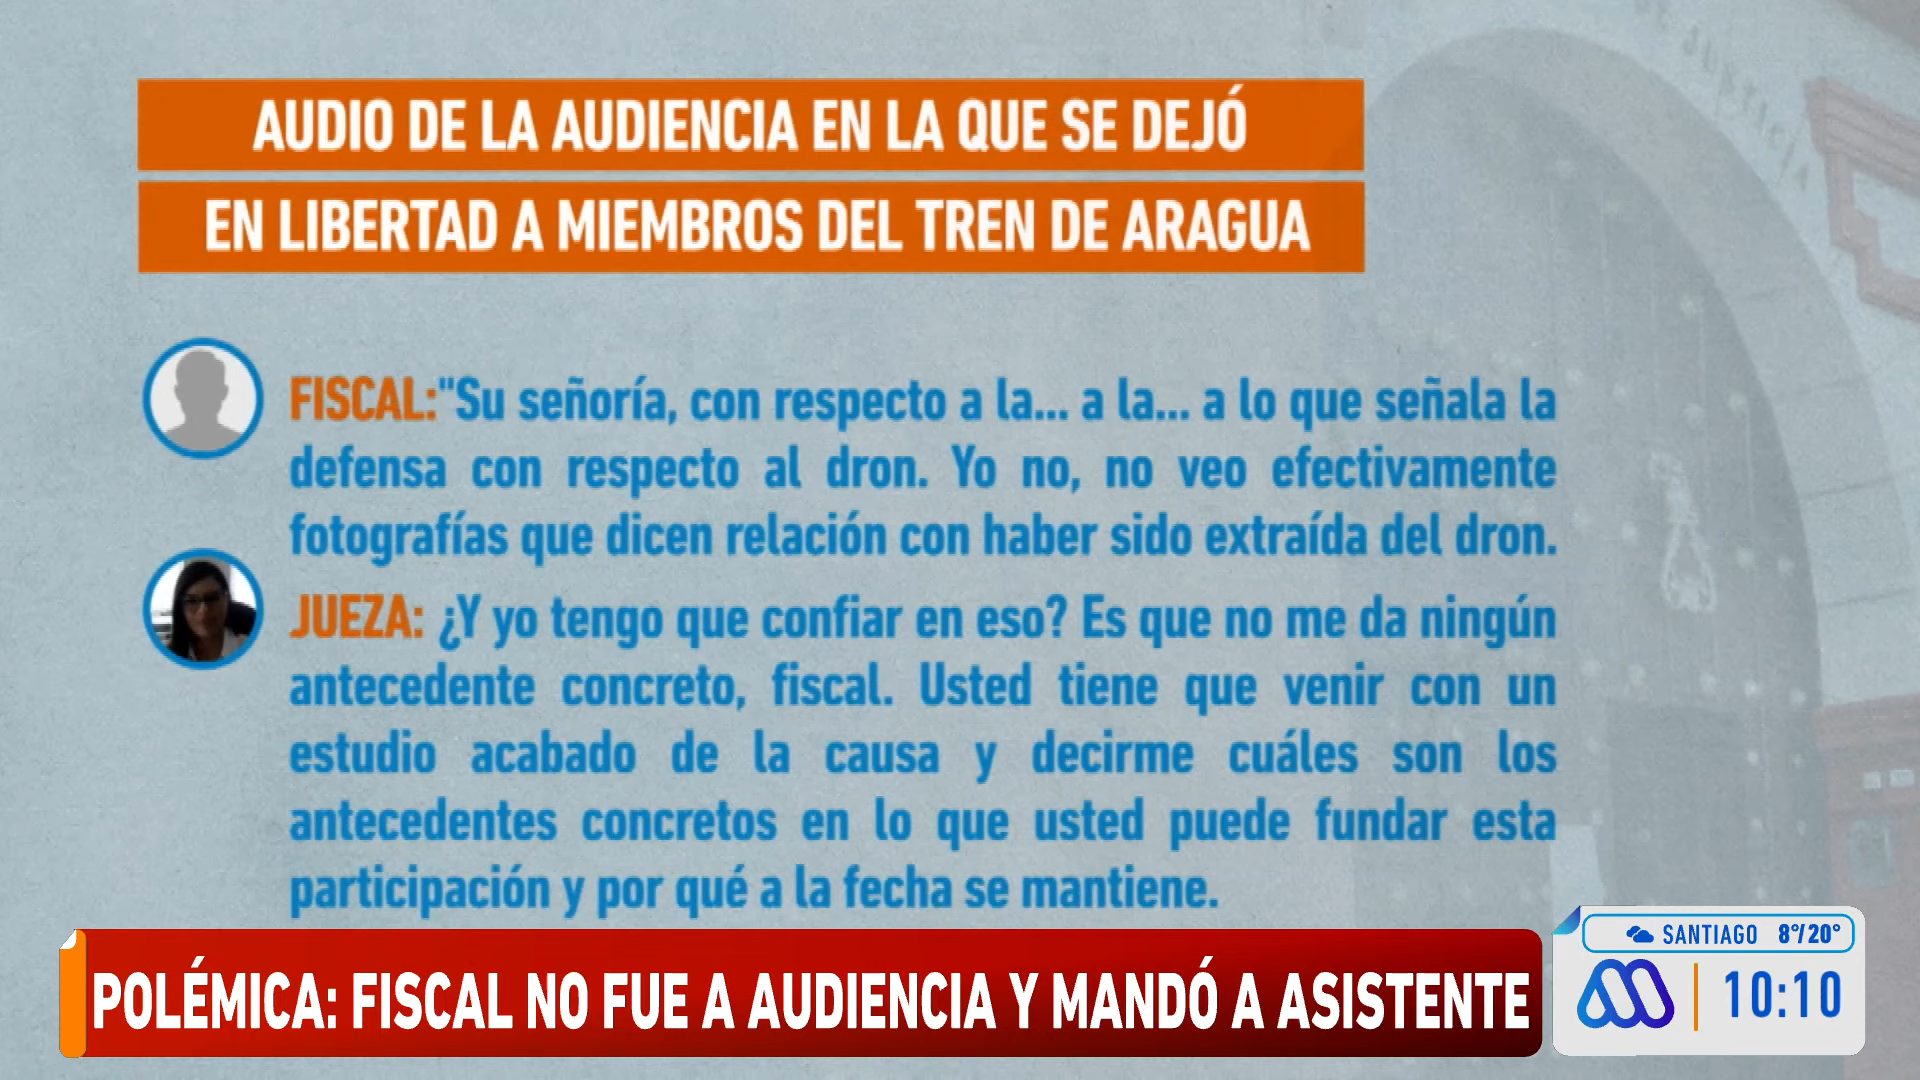 AUDIO DE LA AUDIENCIA EN LA QUE SE DEJÓ
EN LIBERTAD A MIEMBROS DEL TREN DE ARAGUA
FISCAL:"Su señoría, con respecto a la... a la... a lo que señala la
defensa con respecto al dron. Yo no, no veo efectivamente
fotografías que dicen relación con haber sido extraída del dron.
JUEZA: ¿Y yo tengo que confiar en eso? Es que no me da ningún
antecedente concreto, fiscal. Usted tiene que venir con un
estudio acabado de la causa y decirme cuáles son los
antecedentes concretos en lo que usted puede fundar esta
participación y por qué a la fecha se mantiene.
POLÉMICA: FISCAL NO FUE A AUDIENCIA Y MANDÓ A ASISTENTE
SANTIAGO 8°/20°
10:10